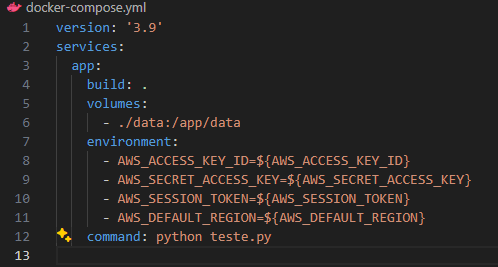 docker-compose.yml
1 version: '3.9'
2 services:
3   app:
4     build: .
5     volumes:
6       - ./data:/app/data
7     environment:
8       - AWS_ACCESS_KEY_ID=${AWS_ACCESS_KEY_ID}
9       - AWS_SECRET_ACCESS_KEY=${AWS_SECRET_ACCESS_KEY}
10       - AWS_SESSION_TOKEN=${AWS_SESSION_TOKEN}
11       - AWS_DEFAULT_REGION=${AWS_DEFAULT_REGION}
12     command: python teste.py
13